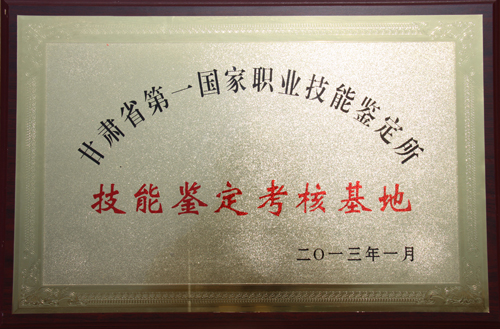 甘肃省第一国家职业技能鉴定所
技能鉴定考核基地
二〇一三年一月